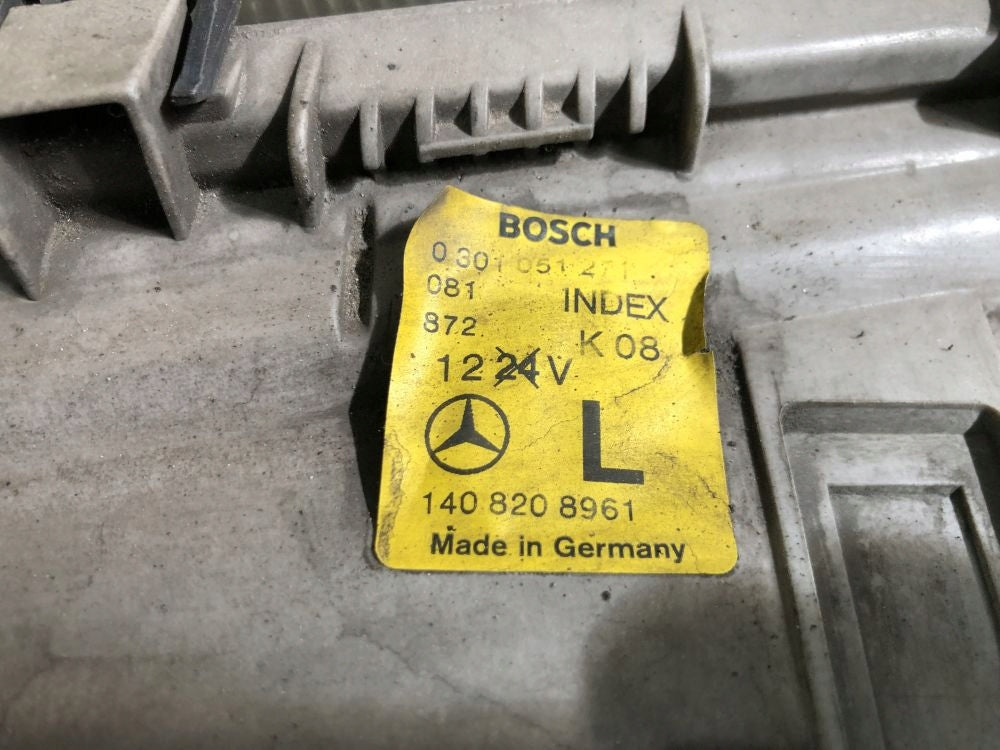 BOSCH
0 301 051 271
081
INDEX
872
K 08
12 24 V
L
140 820 8961
Made in Germany